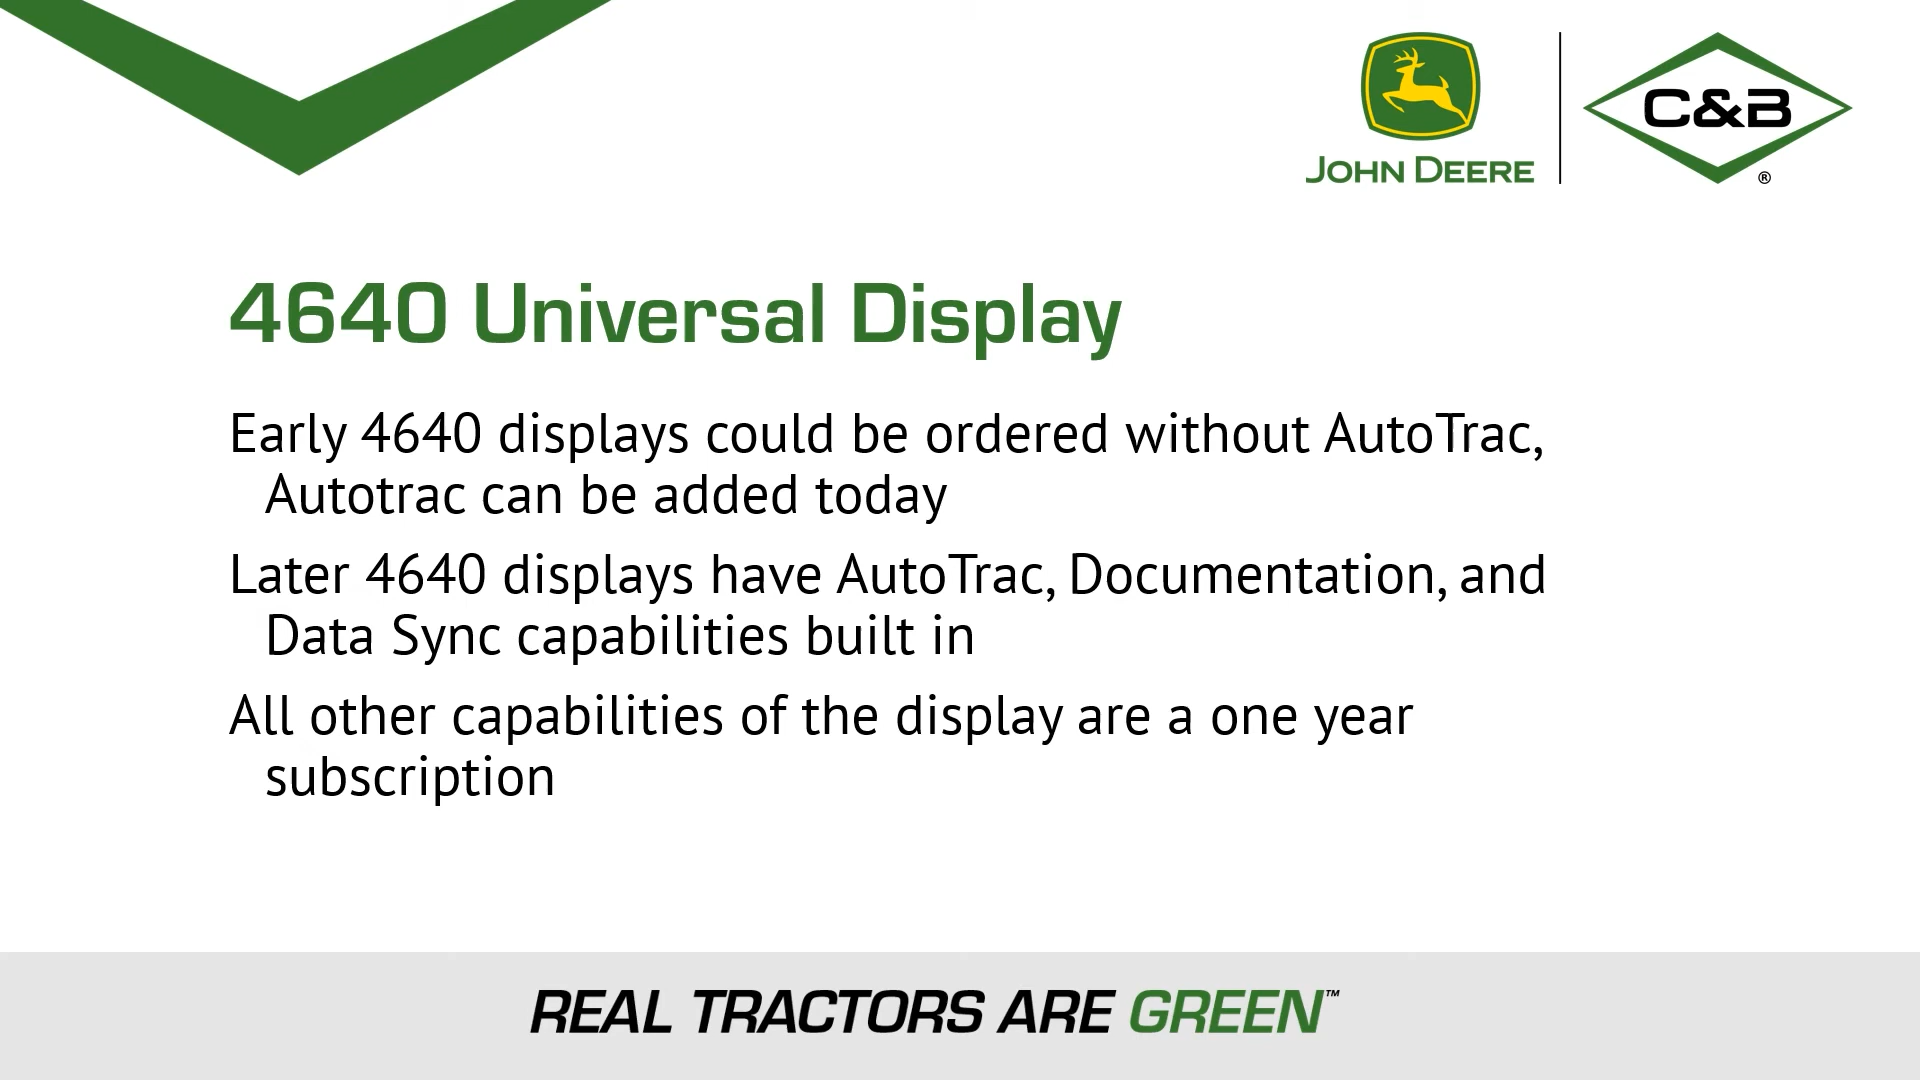 JOHN DEERE
C&B
®
4640 Universal Display
Early 4640 displays could be ordered without AutoTrac,
Autotrac can be added today
Later 4640 displays have AutoTrac, Documentation, and
Data Sync capabilities built in
All other capabilities of the display are a one year
subscription
REAL TRACTORS ARE GREEN™